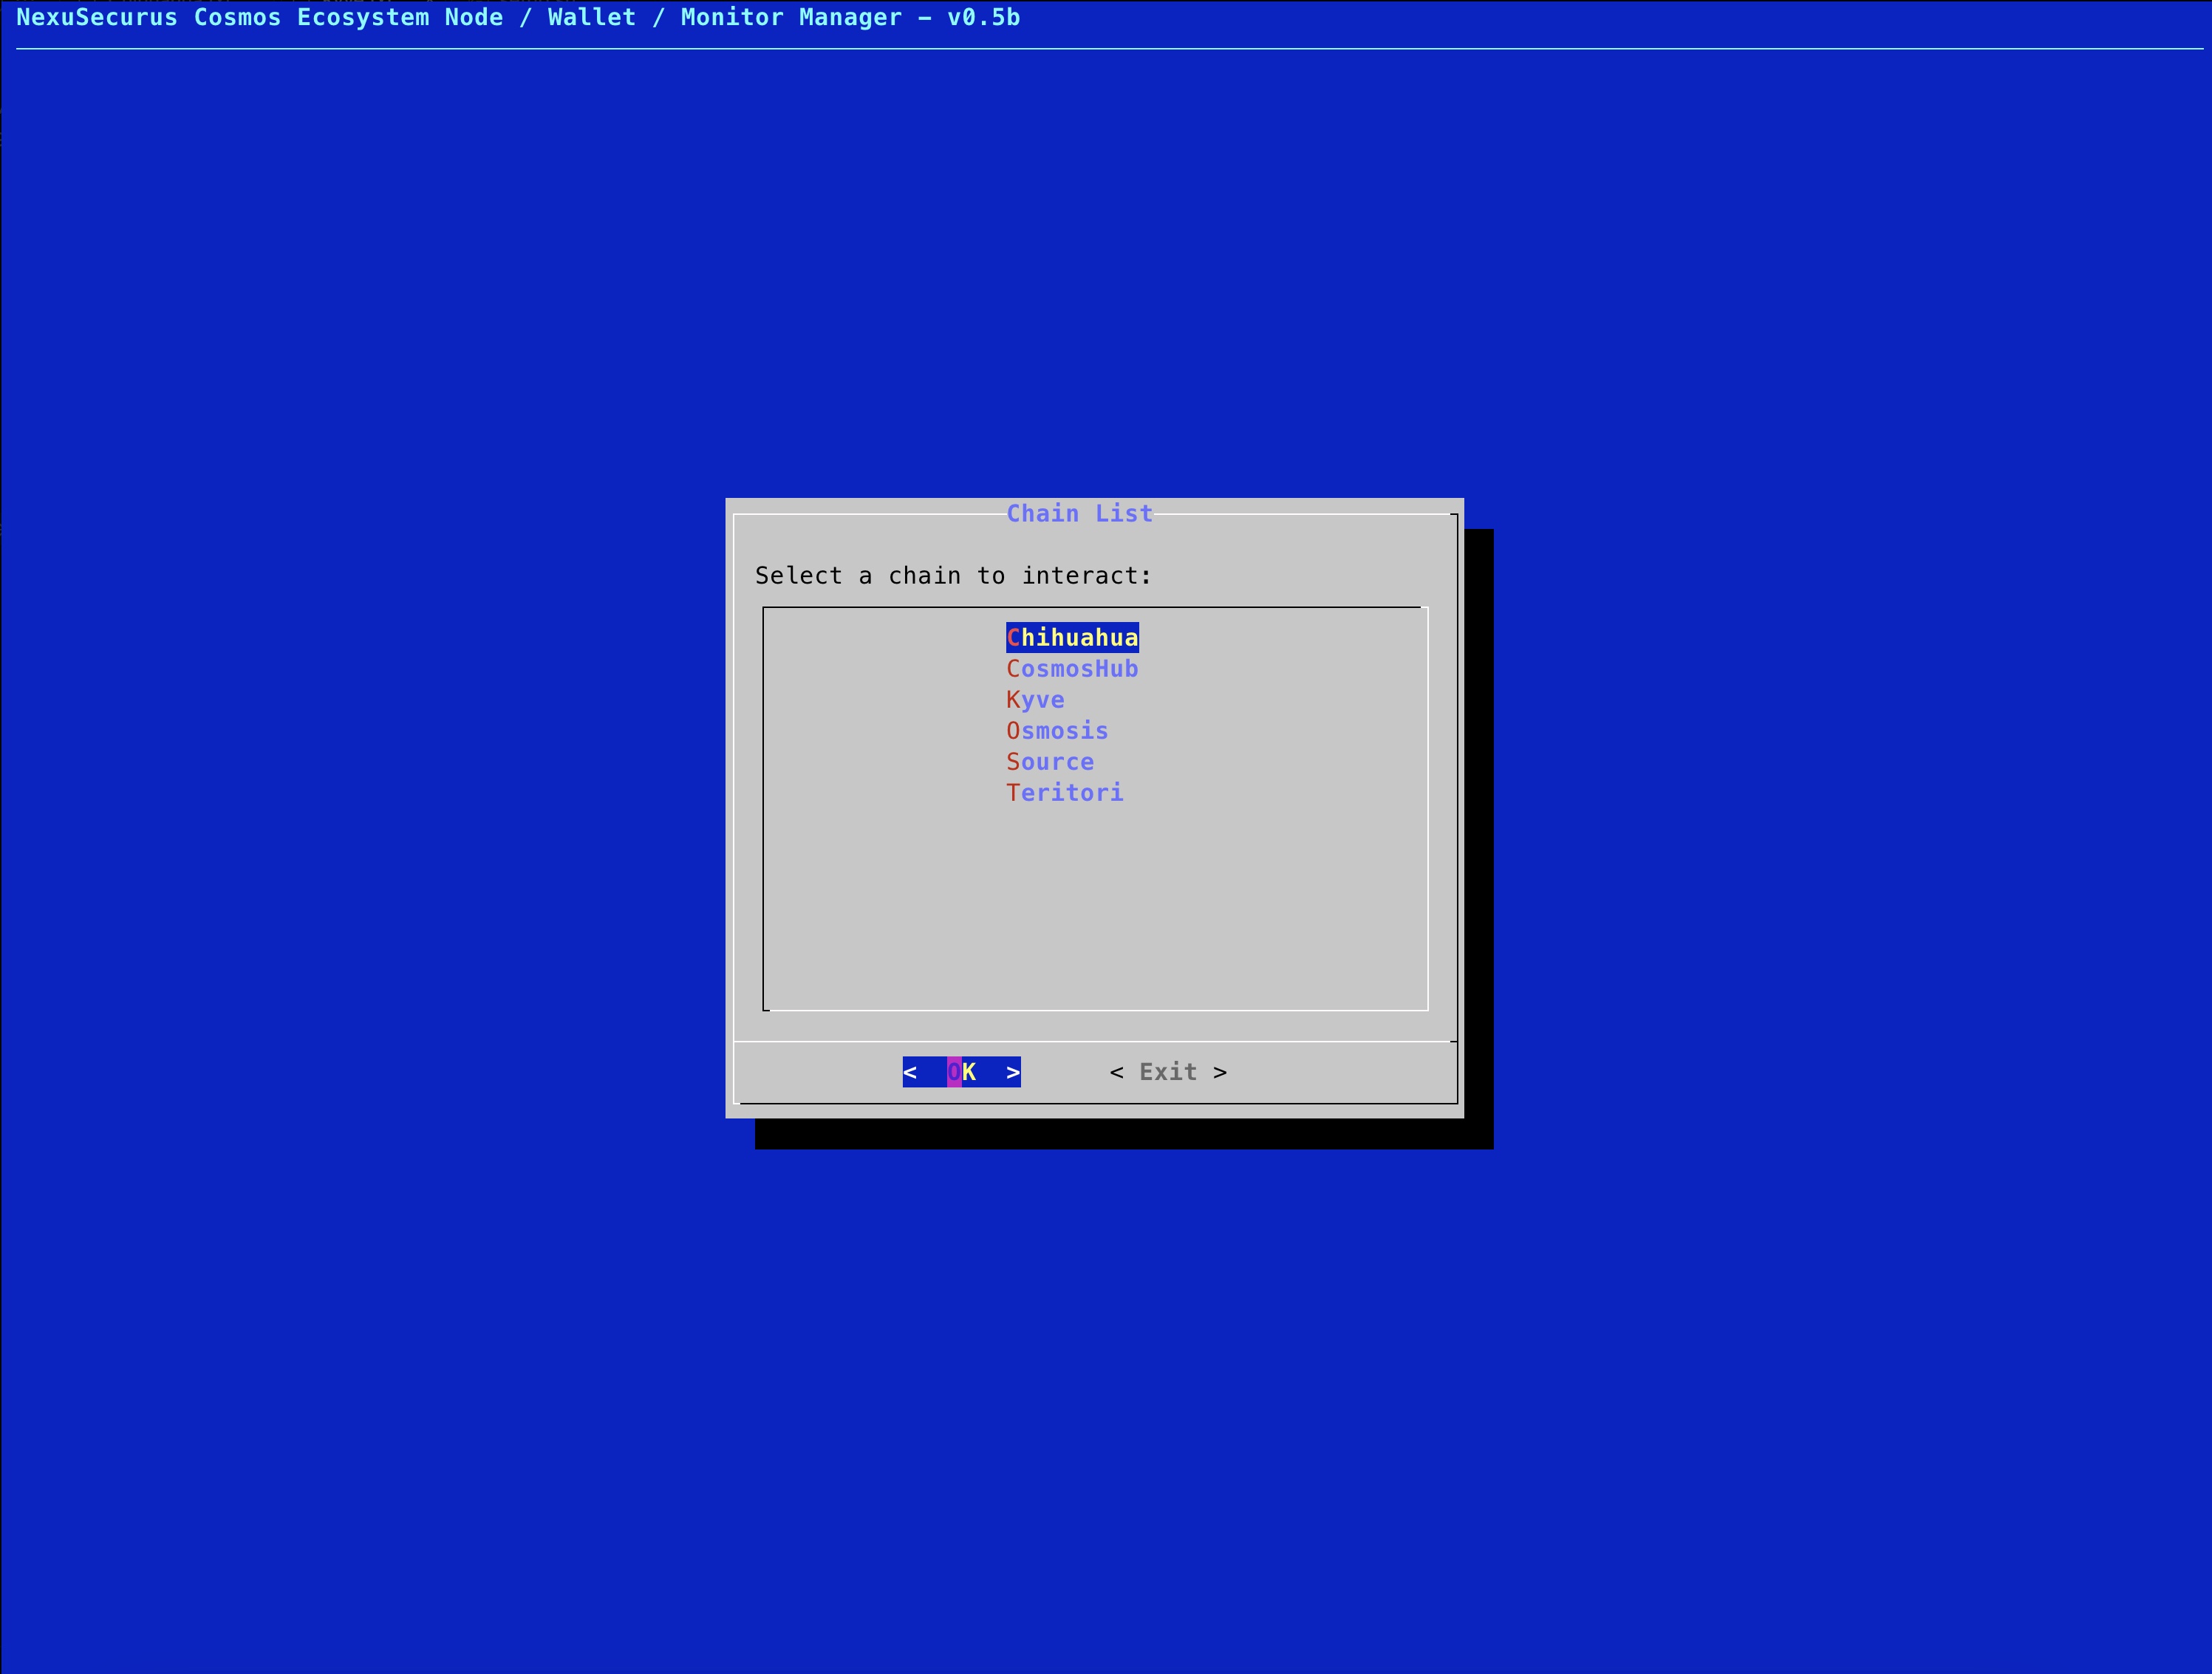 NexuSecurus Cosmos Ecosystem Node / Wallet / Monitor Manager – v0.5b
Chain List
Select a chain to interact:
Chihuahua
CosmosHub
Kyve
Osmosis
Source
Teritori
<  OK  > < Exit >